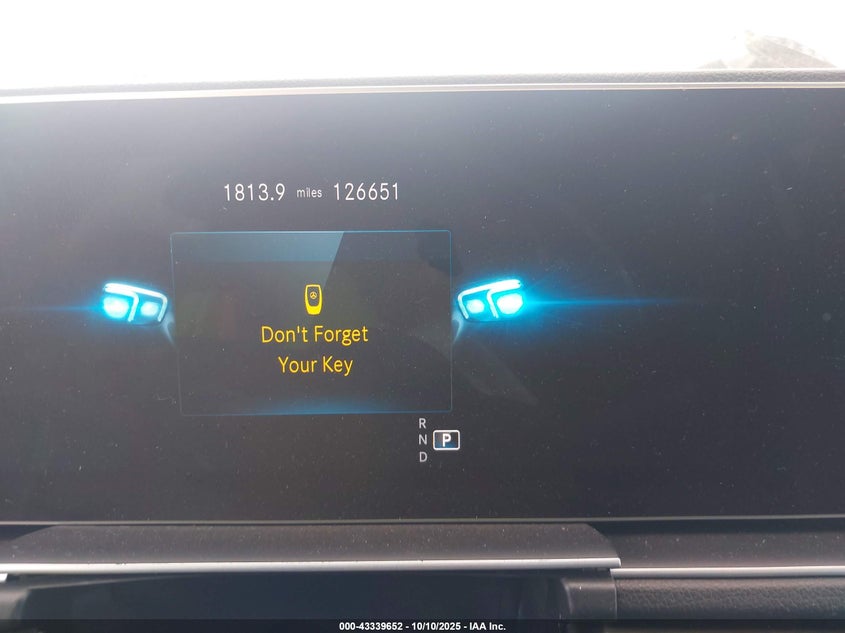 1813.9 miles 126651
Don't Forget
Your Key
R
N P
D
000-43339652 - 10/10/2025 - IAA Inc.